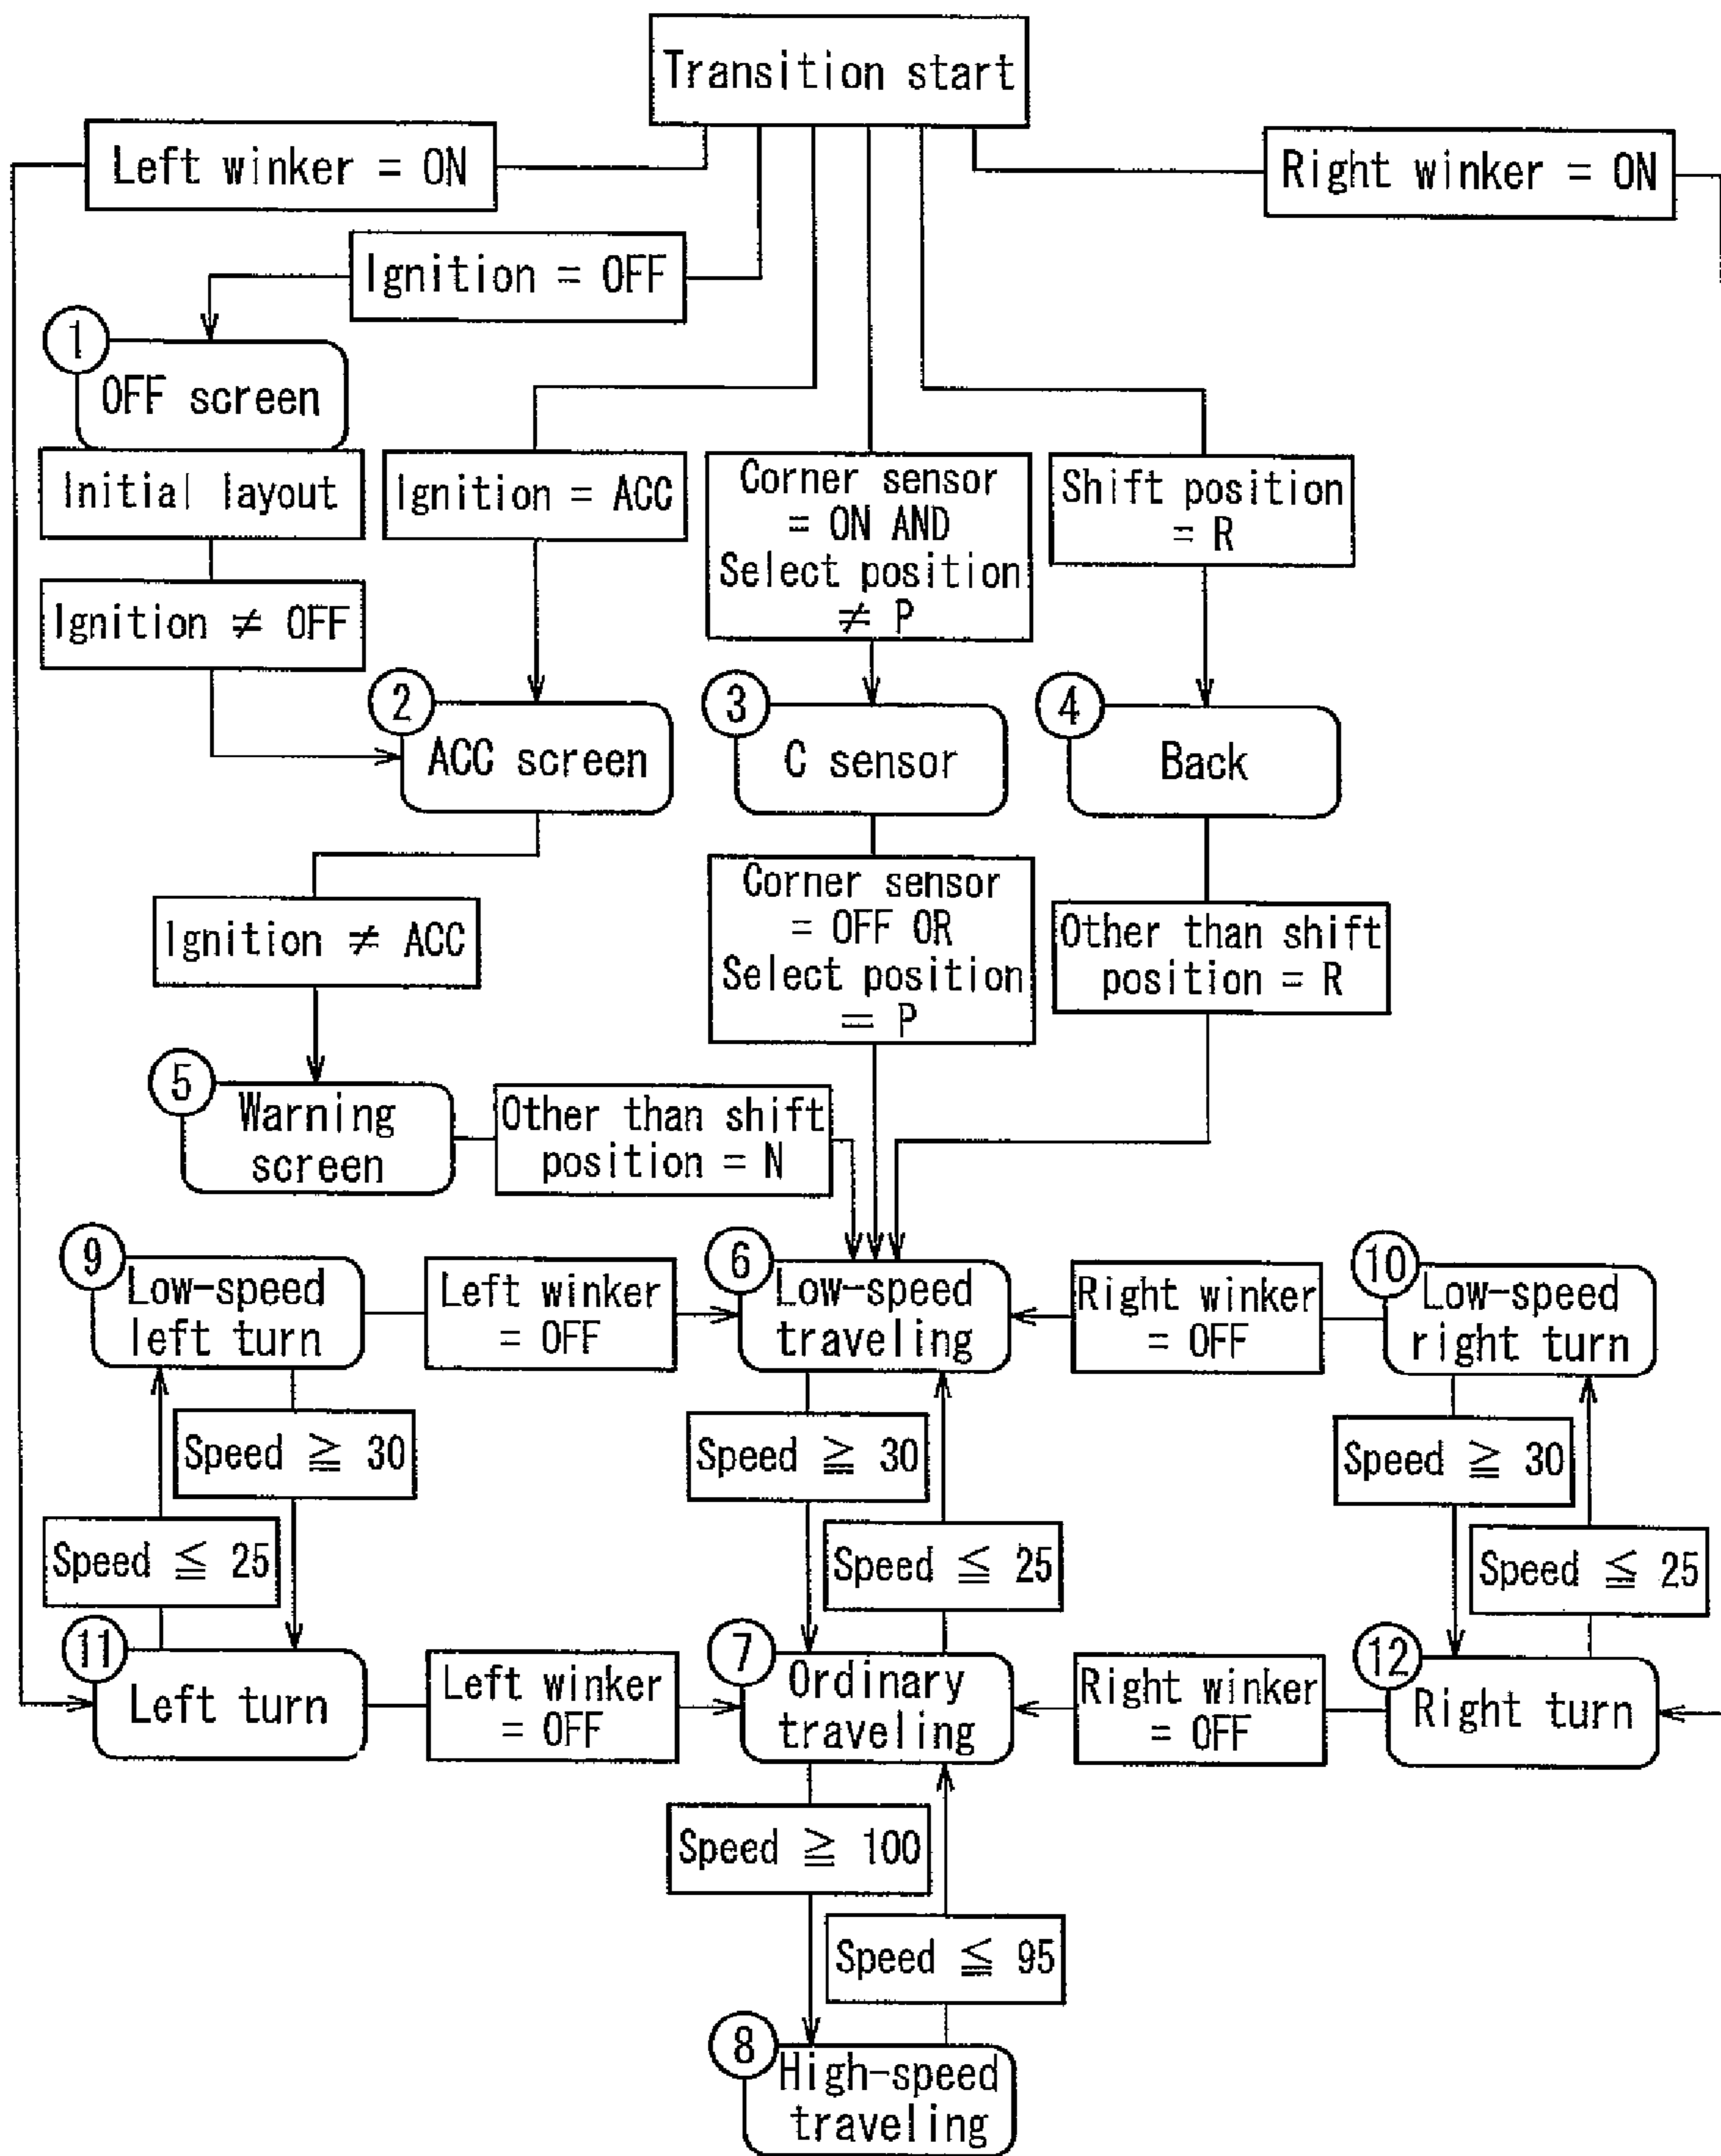 Transition start
Left winker = ON
Right winker = ON
Ignition = OFF
1
OFF screen
Initial layout
Ignition = ACC
Corner sensor
= ON AND
Select position
≠ P
Shift position
= R
Ignition ≠ OFF
2
ACC screen
3
C sensor
4
Back
Ignition ≠ ACC
Corner sensor
= OFF OR
Select position
= P
Other than shift
position = R
5
Warning
screen
Other than shift
position = N
9
Low-speed
left turn
Left winker
= OFF
6
Low-speed
traveling
Right winker
= OFF
10
Low-speed
right turn
Speed ≧ 30
Speed ≧ 30
Speed ≧ 30
Speed ≦ 25
Speed ≦ 25
Speed ≦ 25
11
Left turn
Left winker
= OFF
7
Ordinary
traveling
Right winker
= OFF
12
Right turn
Speed ≧ 100
Speed ≦ 95
8
High-speed
traveling